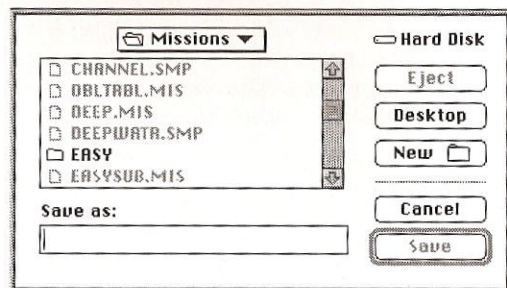 Missions
Hard Disk
CHANNEL.SMP
DBLTRBL.MIS
DEEP.MIS
DEEPWATR.SMP
EASY
EASYSUB.MIS
Eject
Desktop
New
Save as:
Cancel
Save